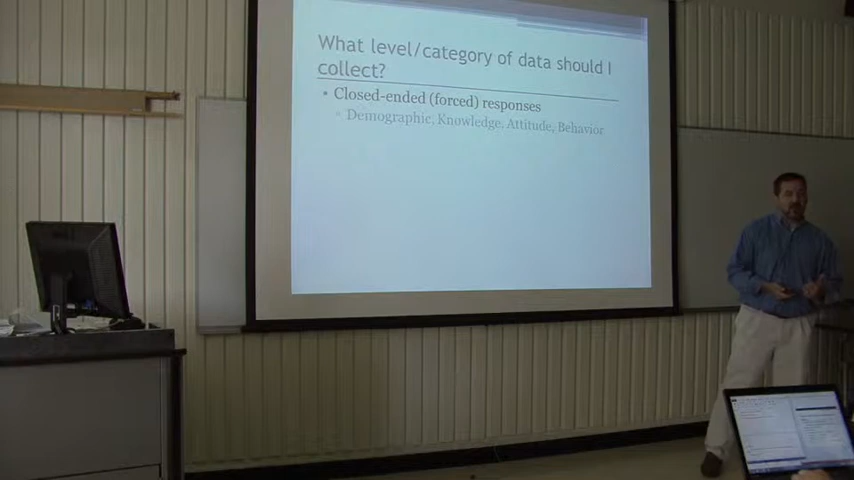 What level/category of data should I
collect?
• Closed-ended (forced) responses
▫ Demographic, Knowledge, Attitude, Behavior